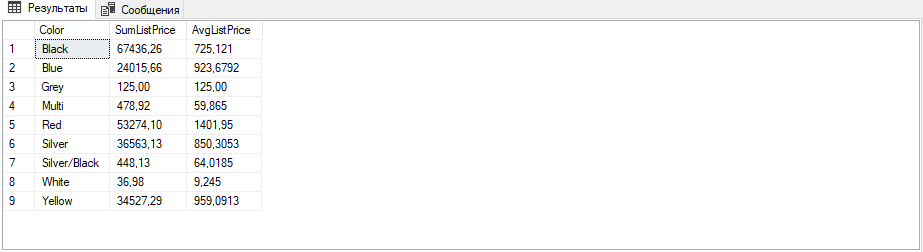 Результаты Сообщения
Color SumListPrice AvgListPrice
1 Black 67436,26 725,121
2 Blue 24015,66 923,6792
3 Grey 125,00 125,00
4 Multi 478,92 59,865
5 Red 53274,10 1401,95
6 Silver 36563,13 850,3053
7 Silver/Black 448,13 64,0185
8 White 36,98 9,245
9 Yellow 34527,29 959,0913